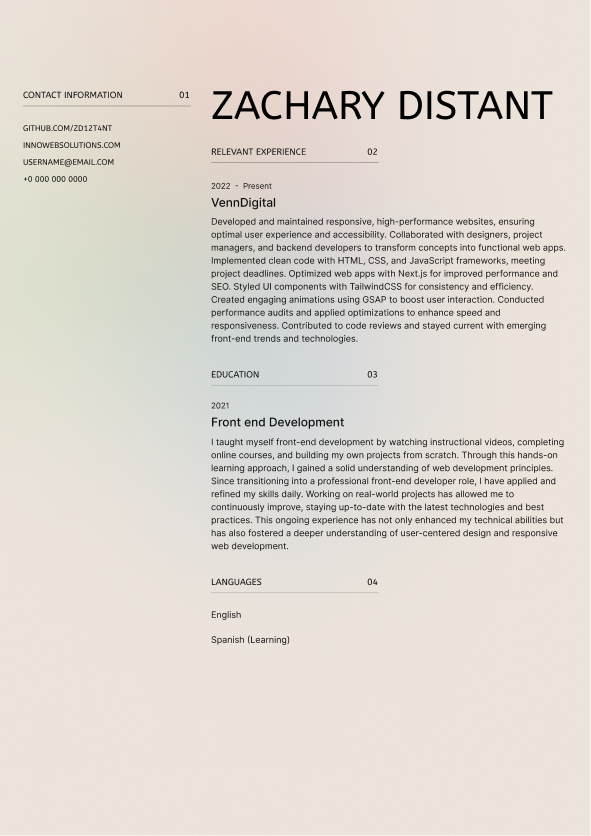 CONTACT INFORMATION 01
GITHUB.COM/ZD12T4NT
INNOWEBSOLUTIONS.COM
USERNAME@EMAIL.COM
+0 000 000 0000
ZACHARY DISTANT
RELEVANT EXPERIENCE 02
2022 - Present
VennDigital
Developed and maintained responsive, high-performance websites, ensuring
optimal user experience and accessibility. Collaborated with designers, project
managers, and backend developers to transform concepts into functional web apps.
Implemented clean code with HTML, CSS, and JavaScript frameworks, meeting
project deadlines. Optimized web apps with Next.js for improved performance and
SEO. Styled UI components with TailwindCSS for consistency and efficiency.
Created engaging animations using GSAP to boost user interaction. Conducted
performance audits and applied optimizations to enhance speed and
responsiveness. Contributed to code reviews and stayed current with emerging
front-end trends and technologies.
EDUCATION 03
2021
Front end Development
I taught myself front-end development by watching instructional videos, completing
online courses, and building my own projects from scratch. Through this hands-on
learning approach, I gained a solid understanding of web development principles.
Since transitioning into a professional front-end developer role, I have applied and
refined my skills daily. Working on real-world projects has allowed me to
continuously improve, staying up-to-date with the latest technologies and best
practices. This ongoing experience has not only enhanced my technical abilities but
has also fostered a deeper understanding of user-centered design and responsive
web development.
LANGUAGES 04
English
Spanish (Learning)